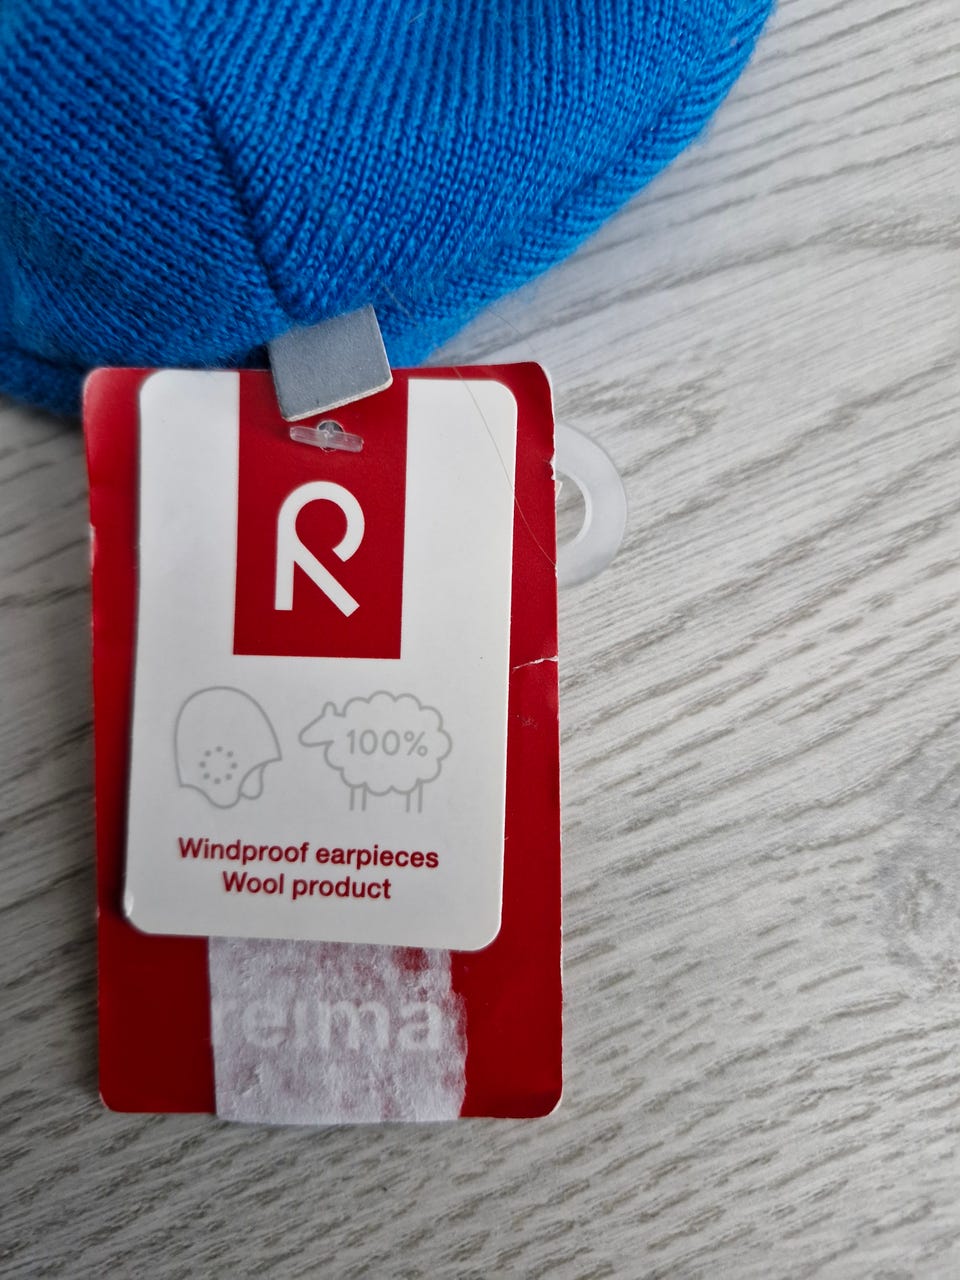 R
100%
Windproof earpieces
Wool product
reima